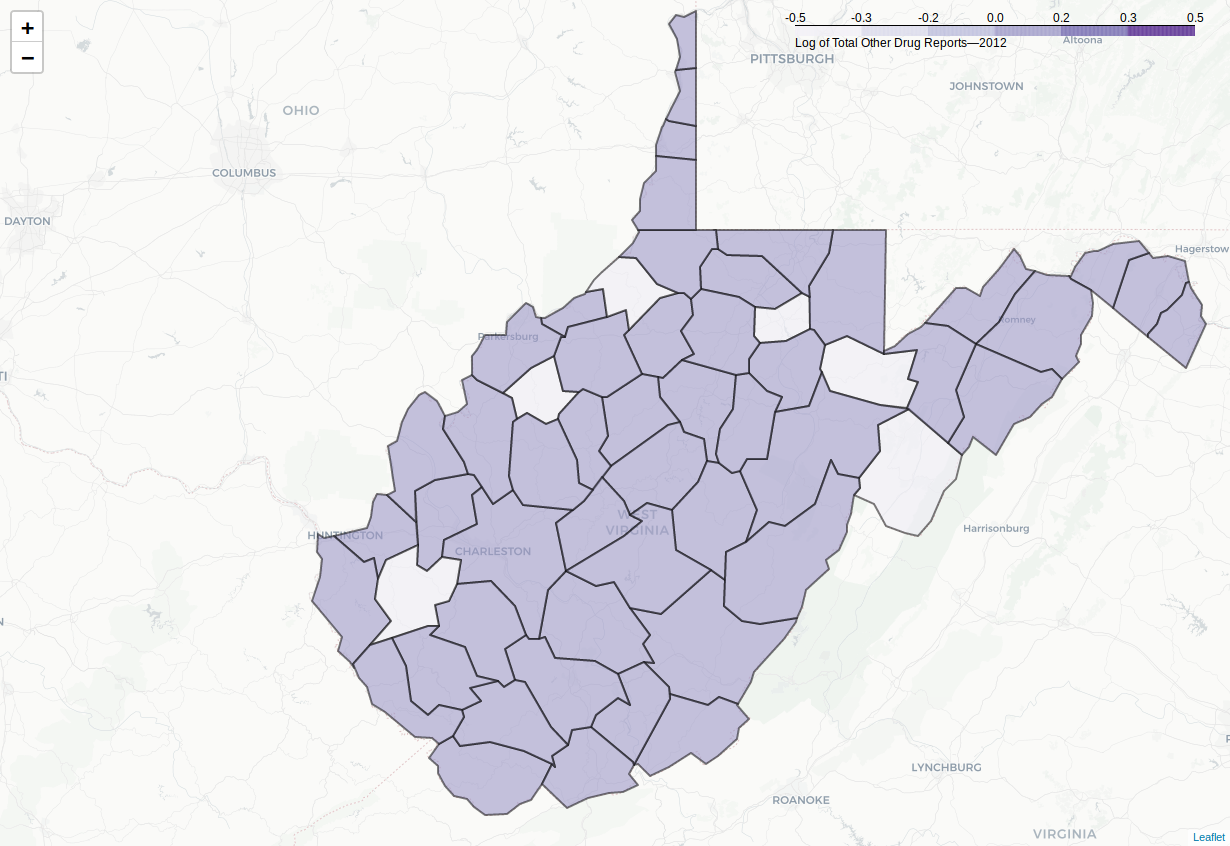 +
−
-0.5 -0.3 -0.2 0.0 0.2 0.3 0.5
Log of Total Other Drug Reports—2012
Altoona
PITTSBURGH
JOHNSTOWN
OHIO
COLUMBUS
DAYTON
Hagerstow
Romney
Parkersburg
TI
WEST
VIRGINIA
HUNTINGTON
Harrisonburg
CHARLESTON
N
LYNCHBURG
ROANOKE
VIRGINIA
Leaflet